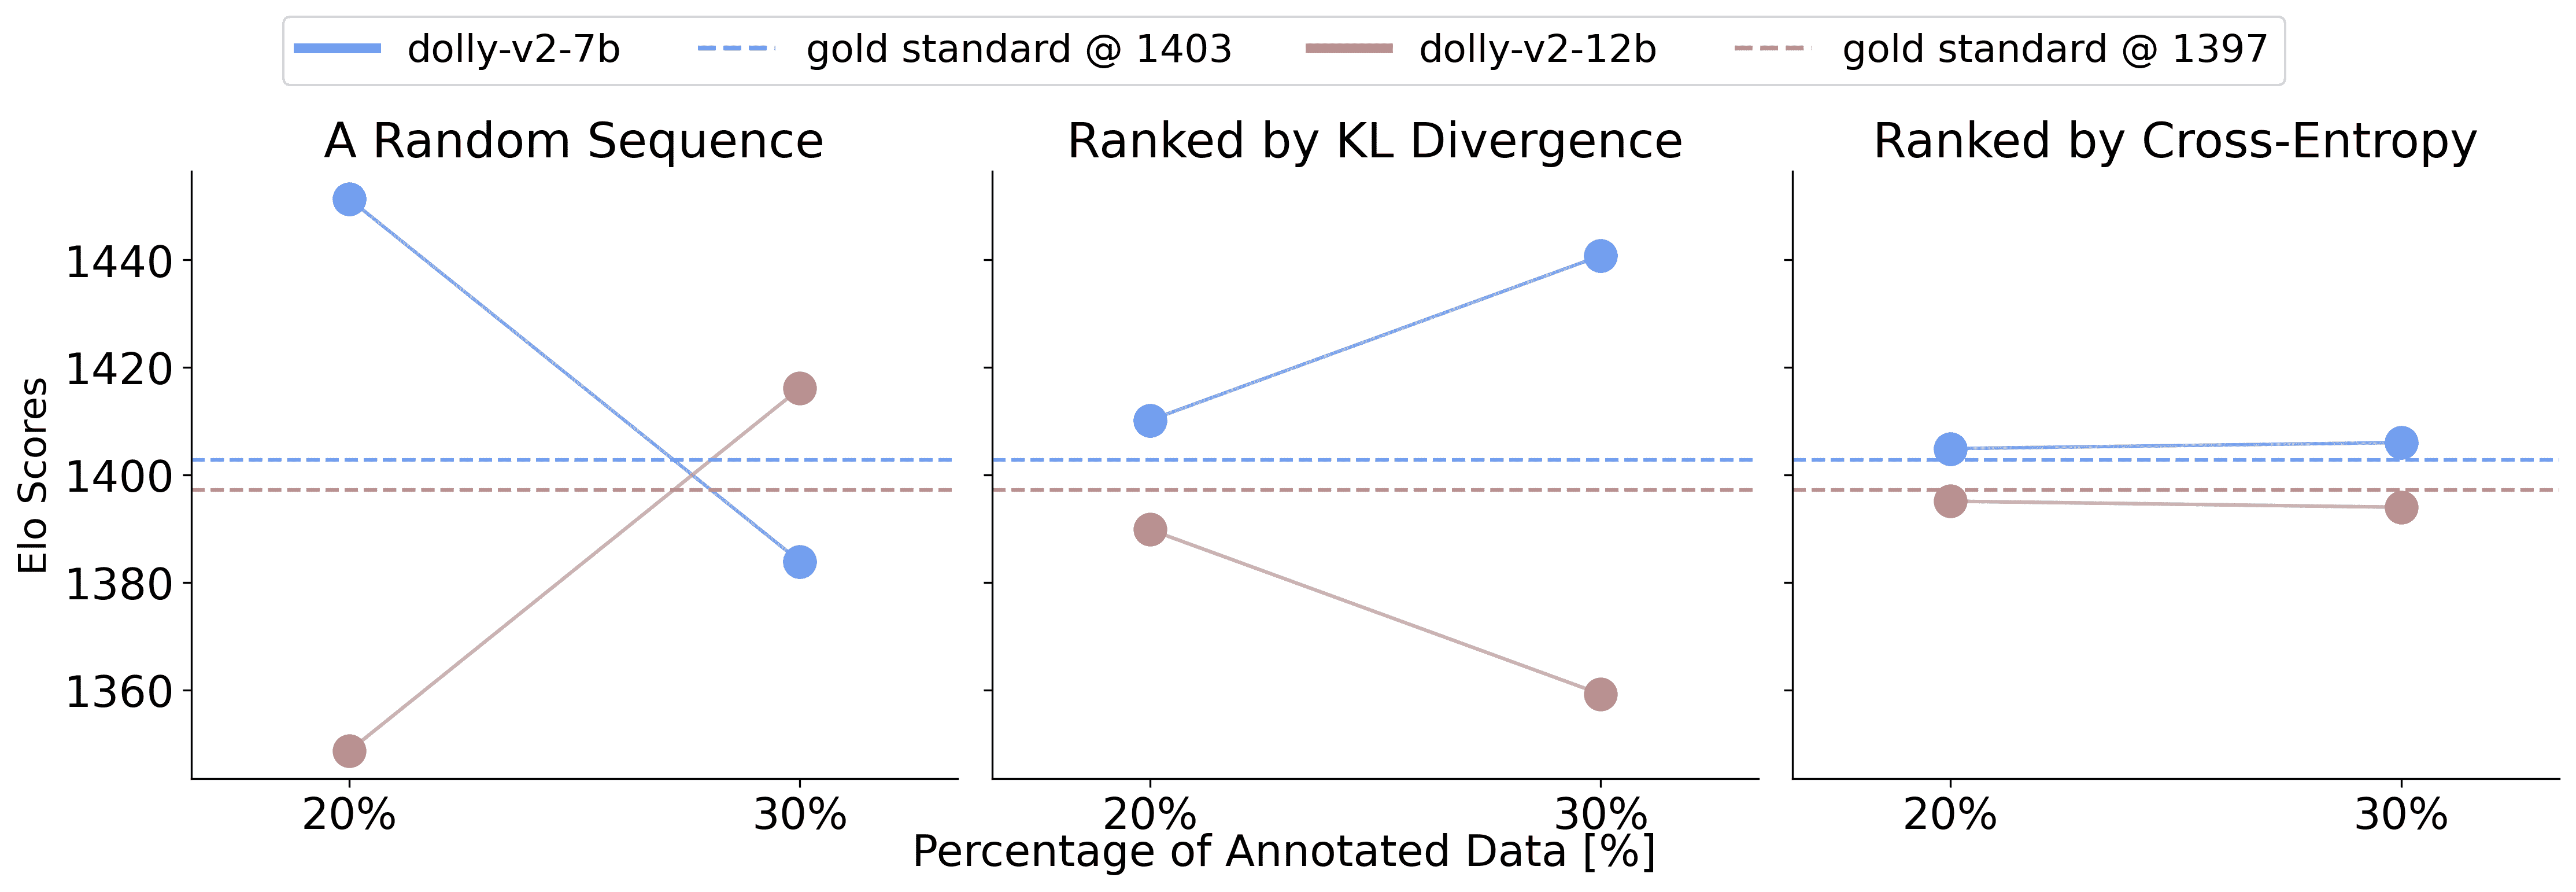 dolly-v2-7b gold standard @ 1403 dolly-v2-12b gold standard @ 1397
A Random Sequence Ranked by KL Divergence Ranked by Cross-Entropy
Elo Scores
1440
1420
1400
1380
1360
20% 30% 20% 30% 20% 30%
Percentage of Annotated Data [%]